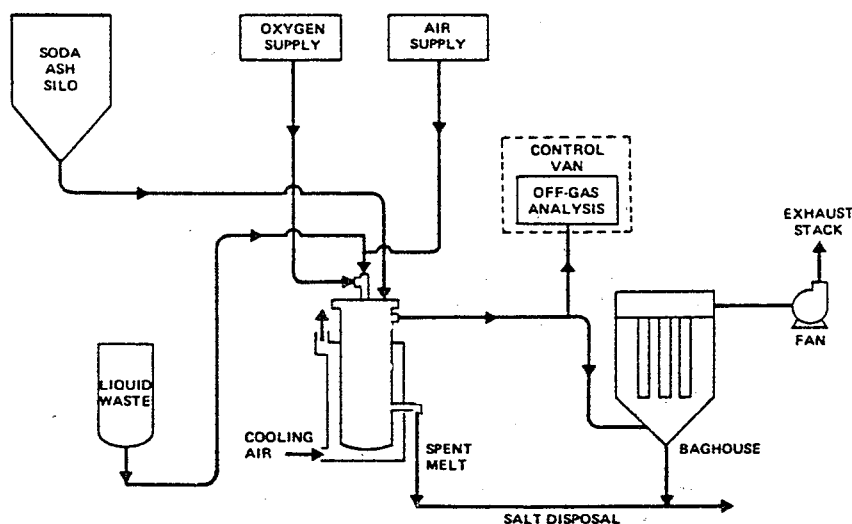 SODA
ASH
SILO
OXYGEN
SUPPLY
AIR
SUPPLY
CONTROL
VAN
OFF-GAS
ANALYSIS
EXHAUST
STACK
FAN
LIQUID
WASTE
COOLING
AIR
SPENT
MELT
BAGHOUSE
SALT DISPOSAL